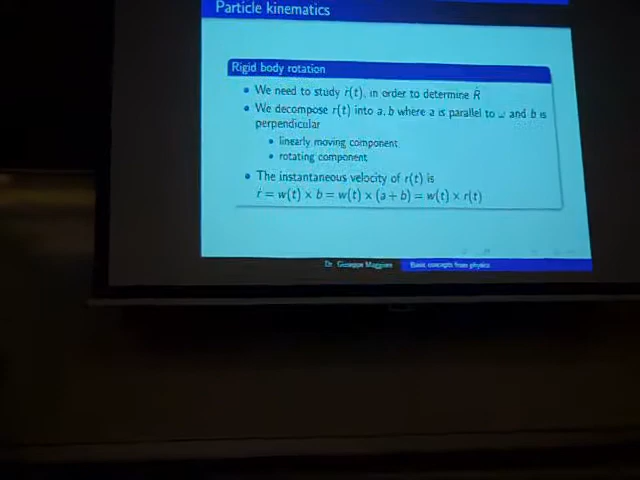 Particle kinematics
Rigid body rotation
• We need to study ṙ(t), in order to determine Ṙ
• We decompose r(t) into a, b where a is parallel to ω and b is
perpendicular
• linearly moving component
• rotating component
• The instantaneous velocity of r(t) is
ṙ = w(t) × b = w(t) × (a + b) = w(t) × r(t)
Dr. Giuseppe Maggiore
Basic concepts from physics